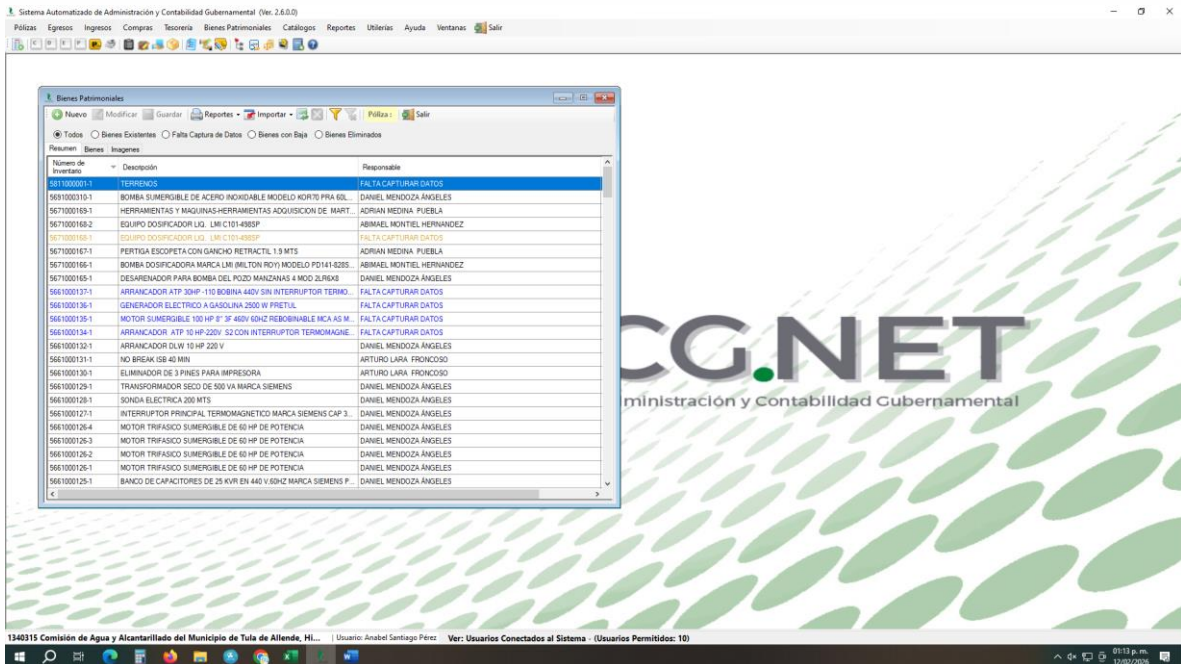 Sistema Automatizado de Administración y Contabilidad Gubernamental (Ver. 2.6.0.0)
Pólizas Egresos Ingresos Compras Tesorería Bienes Patrimoniales Catálogos Reportes Utilerias Ayuda Ventanas Salir
Bienes Patrimoniales
Nuevo Modificar Guardar Reportes Importar Póliza : Salir
Todos Bienes Existentes Falta Captura de Datos Bienes con Baja Bienes Eliminados
Resumen Bienes Imagenes
Número de Inventario Descripción Responsable
5811000001-1 TERRENOS FALTA CAPTURAR DATOS
5691000310-1 BOMBA SUMERGIBLE DE ACERO INOXIDABLE MODELO KOR70 PRA 60L... DANIEL MENDOZA ÁNGELES
5671000169-1 HERRAMIENTAS Y MAQUINAS-HERRAMIENTAS ADQUISICION DE MART... ADRIAN MEDINA PUEBLA
5671000168-2 EQUIPO DOSIFICADOR LIQ. LMI C101-498SP ABIMAEL MONTIEL HERNANDEZ
5671000168-1 EQUIPO DOSIFICADOR LIQ. LMI C101-498SP FALTA CAPTURAR DATOS
5671000167-1 PERTIGA ESCOPETA CON GANCHO RETRACTIL 1.9 MTS ADRIAN MEDINA PUEBLA
5671000166-1 BOMBA DOSIFICADORA MARCA LMI (MILTON ROY) MODELO PD141-828S... ABIMAEL MONTIEL HERNANDEZ
5671000165-1 DESARENADOR PARA BOMBA DEL POZO MANZANAS 4 MOD 2LR6X8 DANIEL MENDOZA ÁNGELES
5661000137-1 ARRANCADOR ATP 30HP -110 BOBINA 440V SIN INTERRUPTOR TERMO... FALTA CAPTURAR DATOS
5661000136-1 GENERADOR ELECTRICO A GASOLINA 2500 W PRETUL FALTA CAPTURAR DATOS
5661000135-1 MOTOR SUMERGIBLE 100 HP 8" 3F 460V 60HZ REBOBINABLE MCA AS M... FALTA CAPTURAR DATOS
5661000134-1 ARRANCADOR ATP 10 HP-220V S2 CON INTERRUPTOR TERMOMAGNE... FALTA CAPTURAR DATOS
5661000132-1 ARRANCADOR DLW 10 HP 220 V DANIEL MENDOZA ÁNGELES
5661000131-1 NO BREAK ISB 40 MIN ARTURO LARA FRONCOSO
5661000130-1 ELIMINADOR DE 3 PINES PARA IMPRESORA ARTURO LARA FRONCOSO
5661000129-1 TRANSFORMADOR SECO DE 500 VA MARCA SIEMENS DANIEL MENDOZA ÁNGELES
5661000128-1 SONDA ELECTRICA 200 MTS DANIEL MENDOZA ÁNGELES
5661000127-1 INTERRUPTOR PRINCIPAL TERMOMAGNETICO MARCA SIEMENS CAP 3... DANIEL MENDOZA ÁNGELES
5661000126-4 MOTOR TRIFASICO SUMERGIBLE DE 60 HP DE POTENCIA DANIEL MENDOZA ÁNGELES
5661000126-3 MOTOR TRIFASICO SUMERGIBLE DE 60 HP DE POTENCIA DANIEL MENDOZA ÁNGELES
5661000126-2 MOTOR TRIFASICO SUMERGIBLE DE 60 HP DE POTENCIA DANIEL MENDOZA ÁNGELES
5661000126-1 MOTOR TRIFASICO SUMERGIBLE DE 60 HP DE POTENCIA DANIEL MENDOZA ÁNGELES
5661000125-1 BANCO DE CAPACITORES DE 25 KVR EN 440 V.60HZ MARCA SIEMENS P... DANIEL MENDOZA ÁNGELES
CG.NET
ministración y Contabilidad Gubernamental
1340315 Comisión de Agua y Alcantarillado del Municipio de Tula de Allende, Hi... Usuario: Anabel Santiago Pérez Ver: Usuarios Conectados al Sistema - (Usuarios Permitidos: 10)
01:13 p. m.
12/02/2026